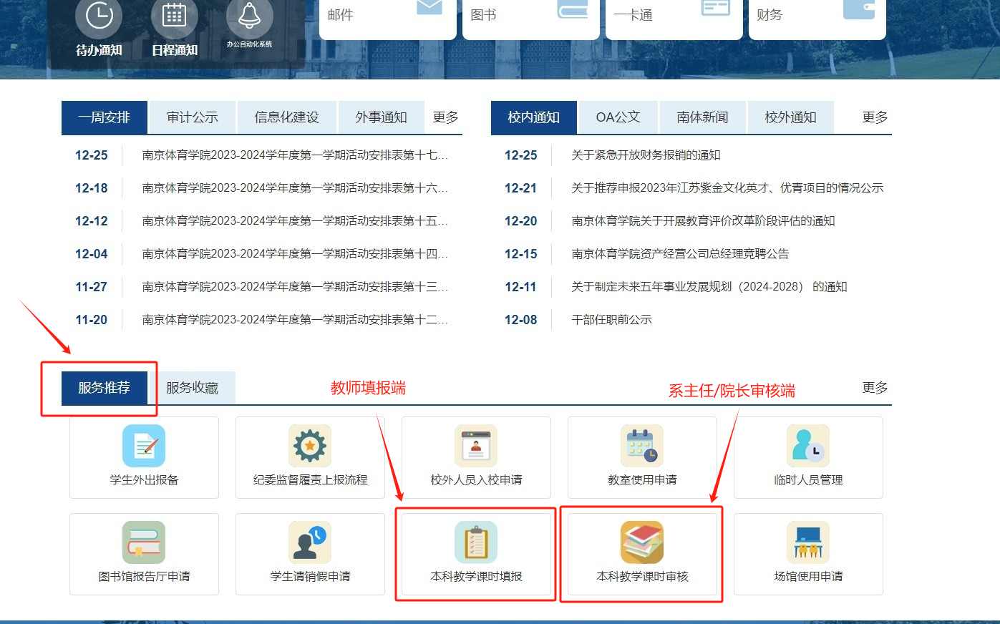 待办通知
日程通知
办公自动化系统
邮件
图书
一卡通
财务
一周安排
审计公示
信息化建设
外事通知
更多
12-25 南京体育学院2023-2024学年度第一学期活动安排表第十七...
12-18 南京体育学院2023-2024学年度第一学期活动安排表第十六...
12-12 南京体育学院2023-2024学年度第一学期活动安排表第十五...
12-04 南京体育学院2023-2024学年度第一学期活动安排表第十四...
11-27 南京体育学院2023-2024学年度第一学期活动安排表第十三...
11-20 南京体育学院2023-2024学年度第一学期活动安排表第十二...
校内通知
OA公文
南体新闻
校外通知
更多
12-25 关于紧急开放财务报销的通知
12-21 关于推荐申报2023年江苏紫金文化英才、优青项目的情况公示
12-20 南京体育学院关于开展教育评价改革阶段评估的通知
12-15 南京体育学院资产经营公司总经理竞聘公告
12-11 关于制定未来五年事业发展规划（2024-2028） 的通知
12-08 干部任职前公示
服务推荐
服务收藏
教师填报端
系主任/院长审核端
更多
学生外出报备
纪委监督履责上报流程
校外人员入校申请
教室使用申请
临时人员管理
图书馆报告厅申请
学生请销假申请
本科教学课时填报
本科教学课时审核
场馆使用申请